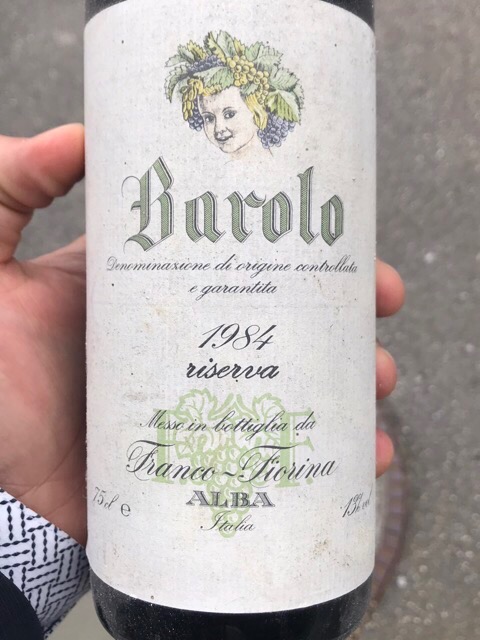 Barolo
Denominazione di origine controllata
e garantita
1984
riserva
Messo in bottiglia da
Franco-Fiorina
ALBA
75 cl e
Italia
13% vol